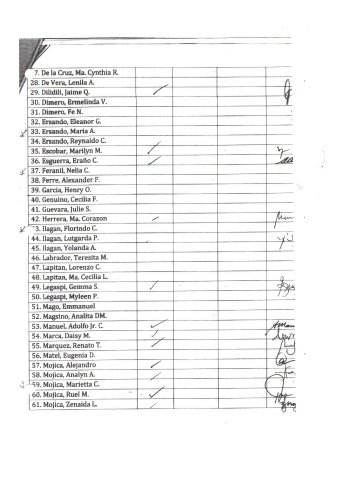 7. De la Cruz, Ma. Cynthia R.
28. De Vera, Lenila A.
29. Dilidili, Jaime Q.
30. Dimero, Ermelinda V.
31. Dimero, Fe N.
32. Ersando, Eleanor G.
33. Ersando, Maria A.
34. Ersando, Reynaldo C.
35. Escobar, Marilyn M.
36. Esguerra, Eraño C.
37. Feranil, Nelia C.
38. Ferre, Alexander F.
39. Garcia, Henry O.
40. Genuino, Cecilia F.
41. Guevara, Julie S.
42. Herrera, Ma. Corazon
3. Ilagan, Florindo C.
44. Ilagan, Lutgarda P.
45. Ilagan, Yolanda A.
46. Labrador, Teresita M.
47. Lapitan, Lorenzo C.
48. Lapitan, Ma. Cecilia L.
49. Legaspi, Gemma S.
50. Legaspi, Myleen P.
51. Mago, Emmanuel
52. Magsino, Analita DM.
53. Manuel, Adolfo Jr. C.
54. Marca, Daisy M.
55. Marquez, Renato T.
56. Matel, Eugenia D.
57. Mojica, Alejandro
58. Mojica, Analyn A.
59. Mojica, Marietta C.
60. Mojica, Ruel M.
61. Mojica, Zenaida L.